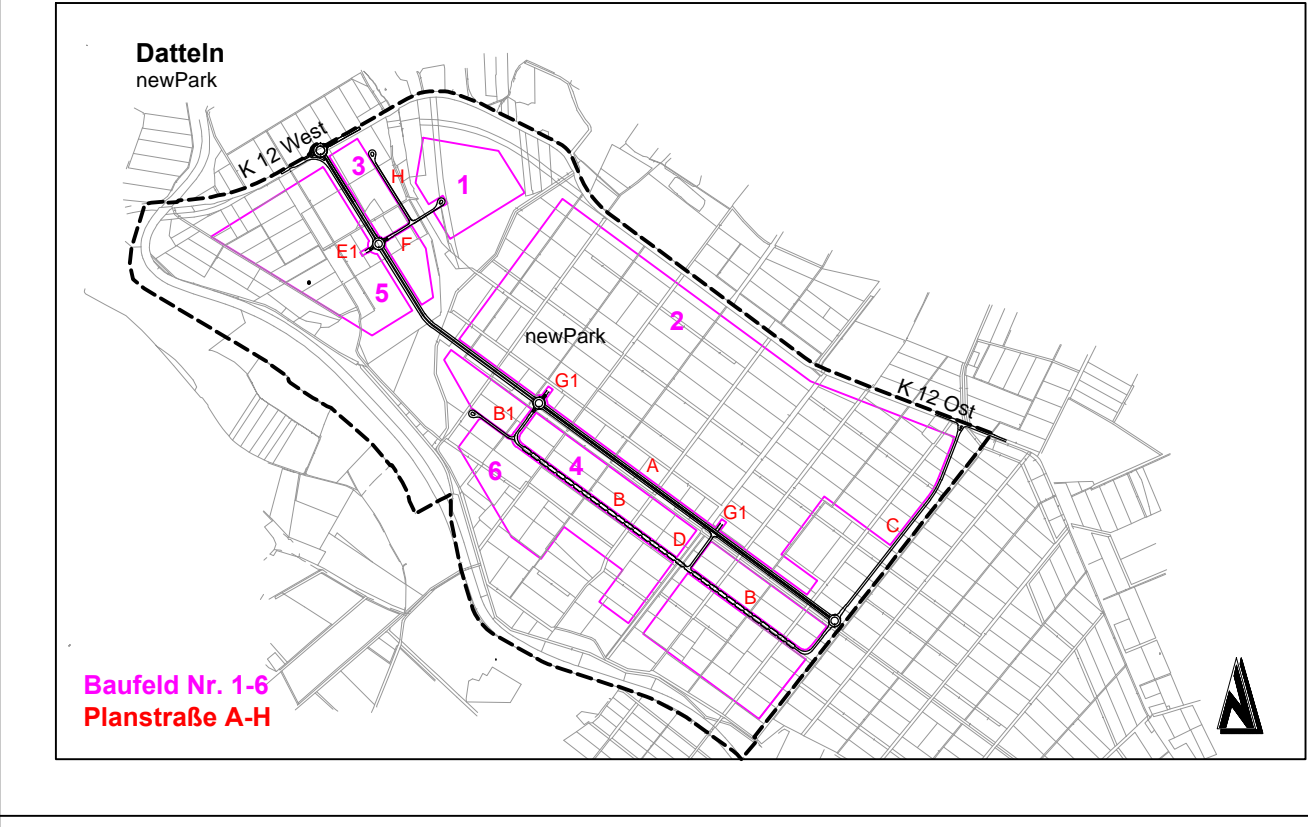 Datteln
newPark
K 12 West
3
H
1
E1
F
5
2
newPark
K 12 Ost
G1
B1
4
A
6
B
G1
C
D
B
Baufeld Nr. 1-6
Planstraße A-H
N